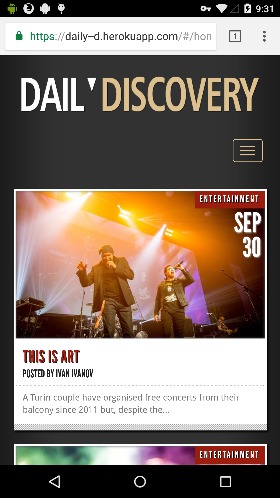 9:31
https://daily-d.herokuapp.com/#/hom
1
DAIL'DISCOVERY
ENTERTAINMENT
SEP
30
THIS IS ART
POSTED BY IVAN IVANOV
A Turin couple have organised free concerts from their
balcony since 2011 but, despite the...
ENTERTAINMENT